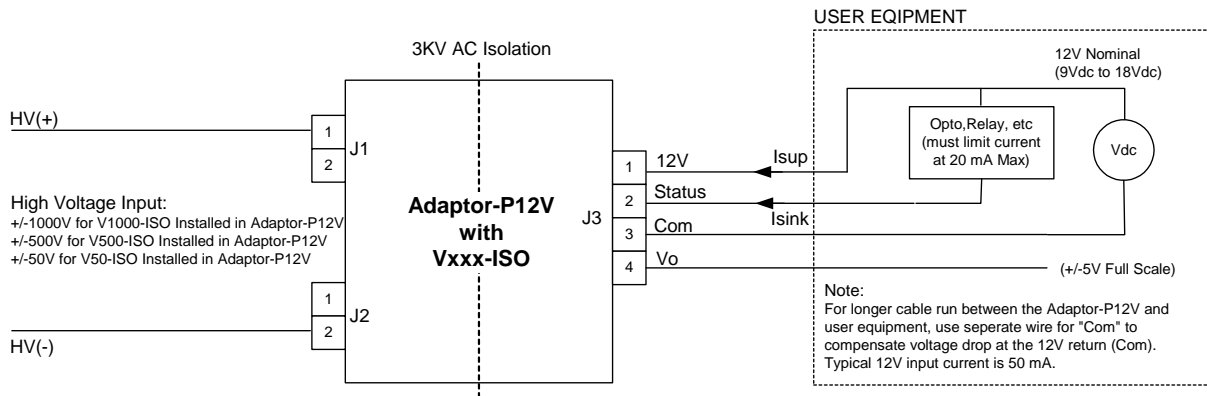 USER EQIPMENT
3KV AC Isolation
12V Nominal
(9Vdc to 18Vdc)
HV(+)
1
2
J1
Opto,Relay, etc
(must limit current
at 20 mA Max)
Vdc
High Voltage Input:
+/-1000V for V1000-ISO Installed in Adaptor-P12V
+/-500V for V500-ISO Installed in Adaptor-P12V
+/-50V for V50-ISO Installed in Adaptor-P12V
Adaptor-P12V
with
Vxxx-ISO
J3
1
2
3
4
12V
Isup
Status
Isink
Com
Vo
(+/-5V Full Scale)
1
2
J2
HV(-)
Note:
For longer cable run between the Adaptor-P12V and
user equipment, use seperate wire for "Com" to
compensate voltage drop at the 12V return (Com).
Typical 12V input current is 50 mA.